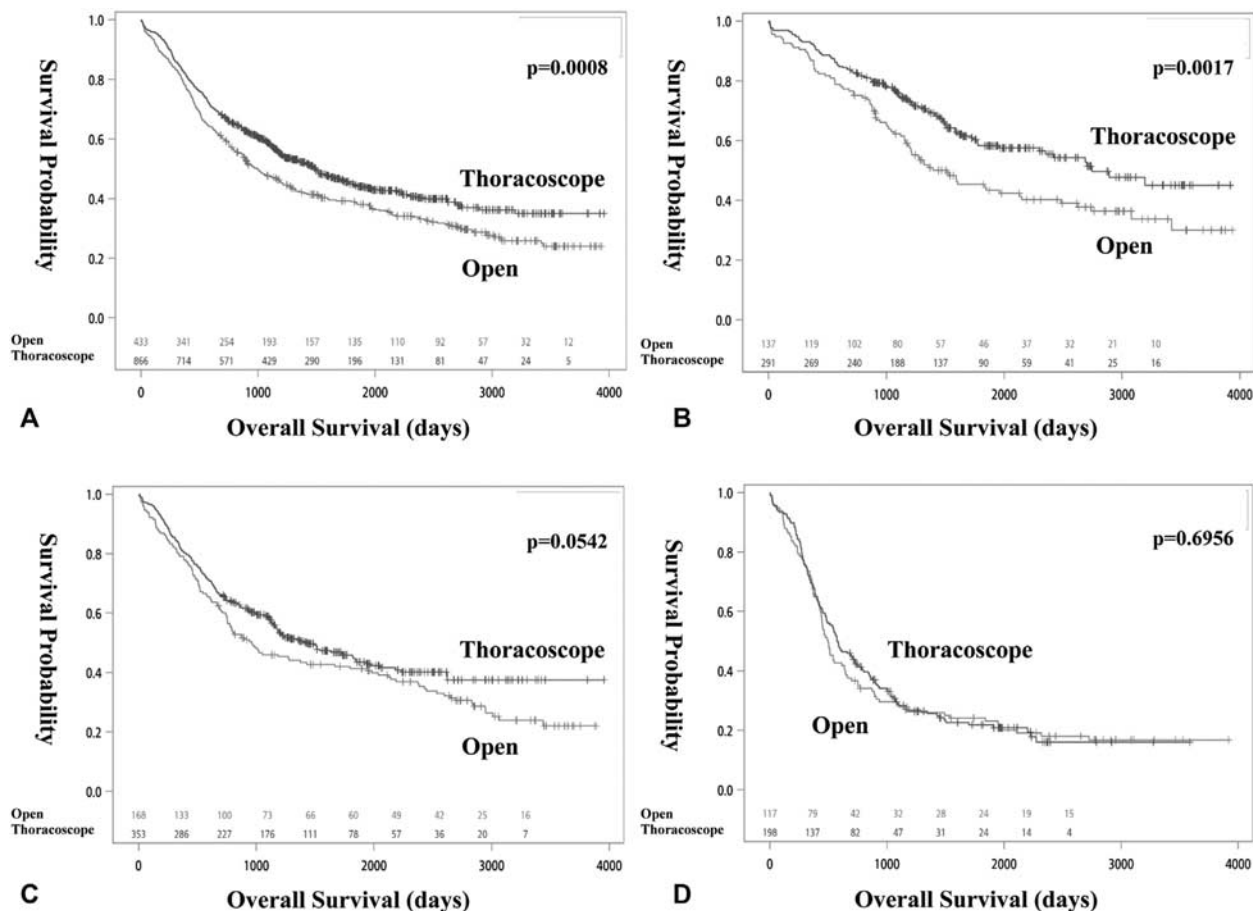 1.0
0.8
0.6
0.4
0.2
0.0
Survival Probability
p=0.0008
Thoracoscope
Open
Open 433 341 254 193 157 135 110 92 57 32 12
Thoracoscope 866 714 571 429 290 196 131 81 47 24 5
0 1000 2000 3000 4000
A Overall Survival (days)
1.0
0.8
0.6
0.4
0.2
0.0
Survival Probability
p=0.0017
Thoracoscope
Open
Open 137 119 102 80 57 46 37 32 21 10
Thoracoscope 291 269 240 188 137 90 59 41 25 16
0 1000 2000 3000 4000
B Overall Survival (days)
1.0
0.8
0.6
0.4
0.2
0.0
Survival Probability
p=0.0542
Thoracoscope
Open
Open 168 133 100 73 66 60 49 42 25 16
Thoracoscope 353 286 227 176 111 78 57 36 20 7
0 1000 2000 3000 4000
C Overall Survival (days)
1.0
0.8
0.6
0.4
0.2
0.0
Survival Probability
p=0.6956
Thoracoscope
Open
Open 117 79 42 32 28 24 19 15
Thoracoscope 198 137 82 47 31 24 14 4
0 1000 2000 3000 4000
D Overall Survival (days)